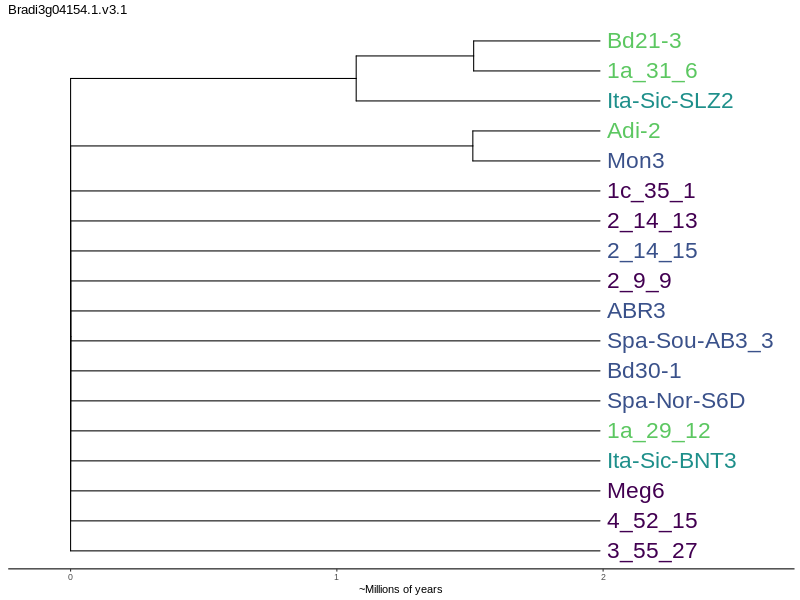 Bradi3g04154.1.v3.1
Bd21-3
1a_31_6
Ita-Sic-SLZ2
Adi-2
Mon3
1c_35_1
2_14_13
2_14_15
2_9_9
ABR3
Spa-Sou-AB3_3
Bd30-1
Spa-Nor-S6D
1a_29_12
Ita-Sic-BNT3
Meg6
4_52_15
3_55_27
0 1 2
~Millions of years